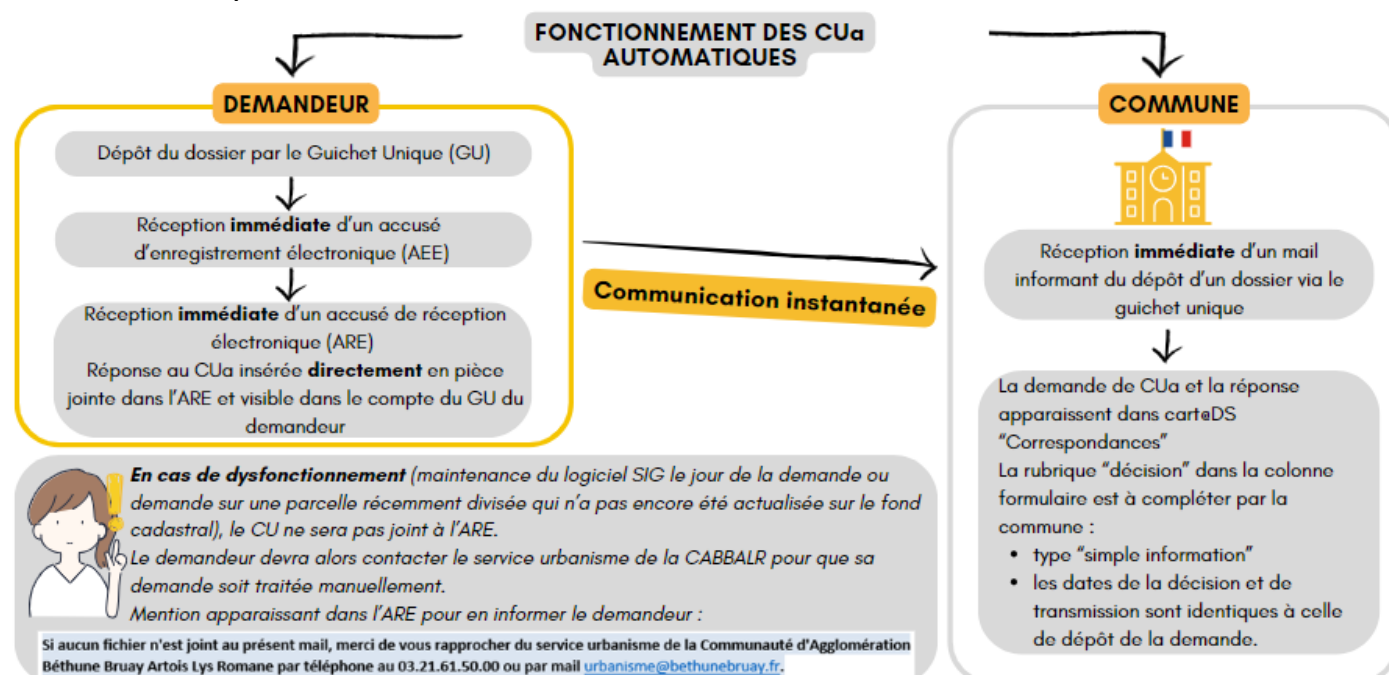 FONCTIONNEMENT DES CUa
AUTOMATIQUES
DEMANDEUR
Dépôt du dossier par le Guichet Unique (GU)
Réception immédiate d'un accusé
d'enregistrement électronique (AEE)
Réception immédiate d'un accusé de réception
électronique (ARE)
Réponse au CUa insérée directement en pièce
jointe dans l'ARE et visible dans le compte du GU du
demandeur
Communication instantanée
COMMUNE
Réception immédiate d'un mail
informant du dépôt d'un dossier via le
guichet unique
La demande de CUa et la réponse
apparaissent dans carteDS
"Correspondances"
La rubrique "décision" dans la colonne
formulaire est à compléter par la
commune :
• type "simple information"
• les dates de la décision et de
transmission sont identiques à celle
de dépôt de la demande.
En cas de dysfonctionnement (maintenance du logiciel SIG le jour de la demande ou
demande sur une parcelle récemment divisée qui n'a pas encore été actualisée sur le fond
cadastral), le CU ne sera pas joint à l'ARE.
Le demandeur devra alors contacter le service urbanisme de la CABBALR pour que sa
demande soit traitée manuellement.
Mention apparaissant dans l'ARE pour en informer le demandeur :
Si aucun fichier n'est joint au présent mail, merci de vous rapprocher du service urbanisme de la Communauté d'Agglomération
Béthune Bruay Artois Lys Romane par téléphone au 03.21.61.50.00 ou par mail urbanisme@bethunebruay.fr.